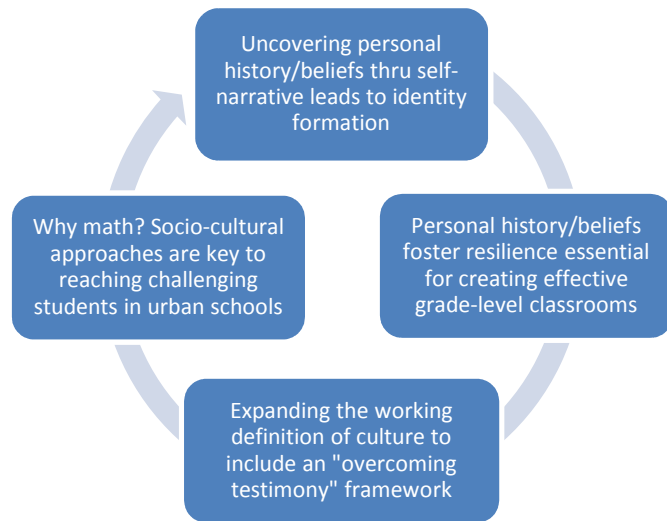 Uncovering personal
history/beliefs thru self-
narrative leads to identity
formation
Personal history/beliefs
foster resilience essential
for creating effective
grade-level classrooms
Expanding the working
definition of culture to
include an "overcoming
testimony" framework
Why math? Socio-cultural
approaches are key to
reaching challenging
students in urban schools